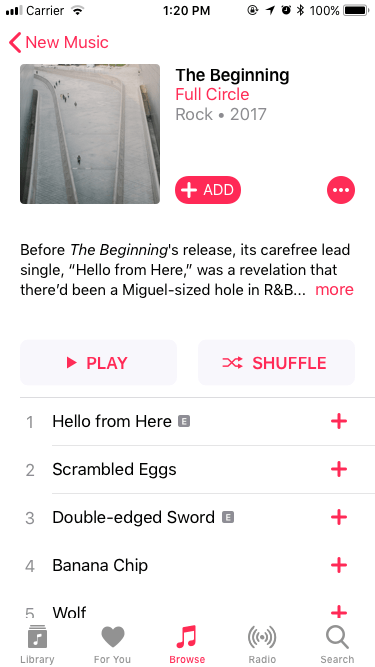 Carrier 1:20 PM 100%
New Music
The Beginning
Full Circle
Rock • 2017
ADD
Before The Beginning's release, its carefree lead
single, “Hello from Here,” was a revelation that
there’d been a Miguel-sized hole in R&B... more
PLAY SHUFFLE
1 Hello from Here E
2 Scrambled Eggs
3 Double-edged Sword E
4 Banana Chip
5 Wolf
Library For You Browse Radio Search